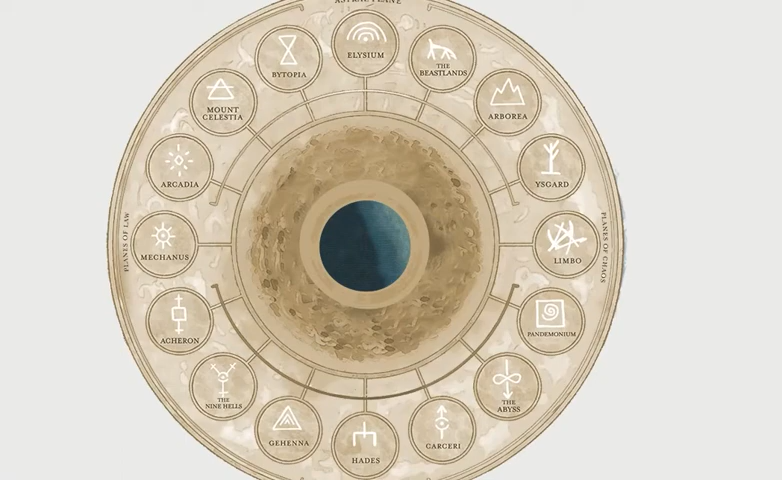 ASTRAL PLANE
ELYSIUM
BYTOPIA
THE
BEASTLANDS
MOUNT
CELESTIA
ARBOREA
ARCADIA
YSGARD
PLANES OF LAW
MECHANUS
LIMBO
PLANES OF CHAOS
ACHERON
PANDEMONIUM
THE
NINE HELLS
THE
ABYSS
GEHENNA
CARCERI
HADES